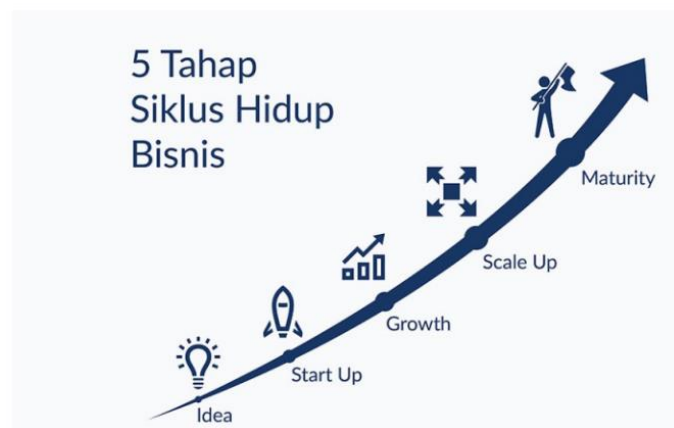 5 Tahap
Siklus Hidup
Bisnis
Maturity
Scale Up
Growth
Start Up
Idea